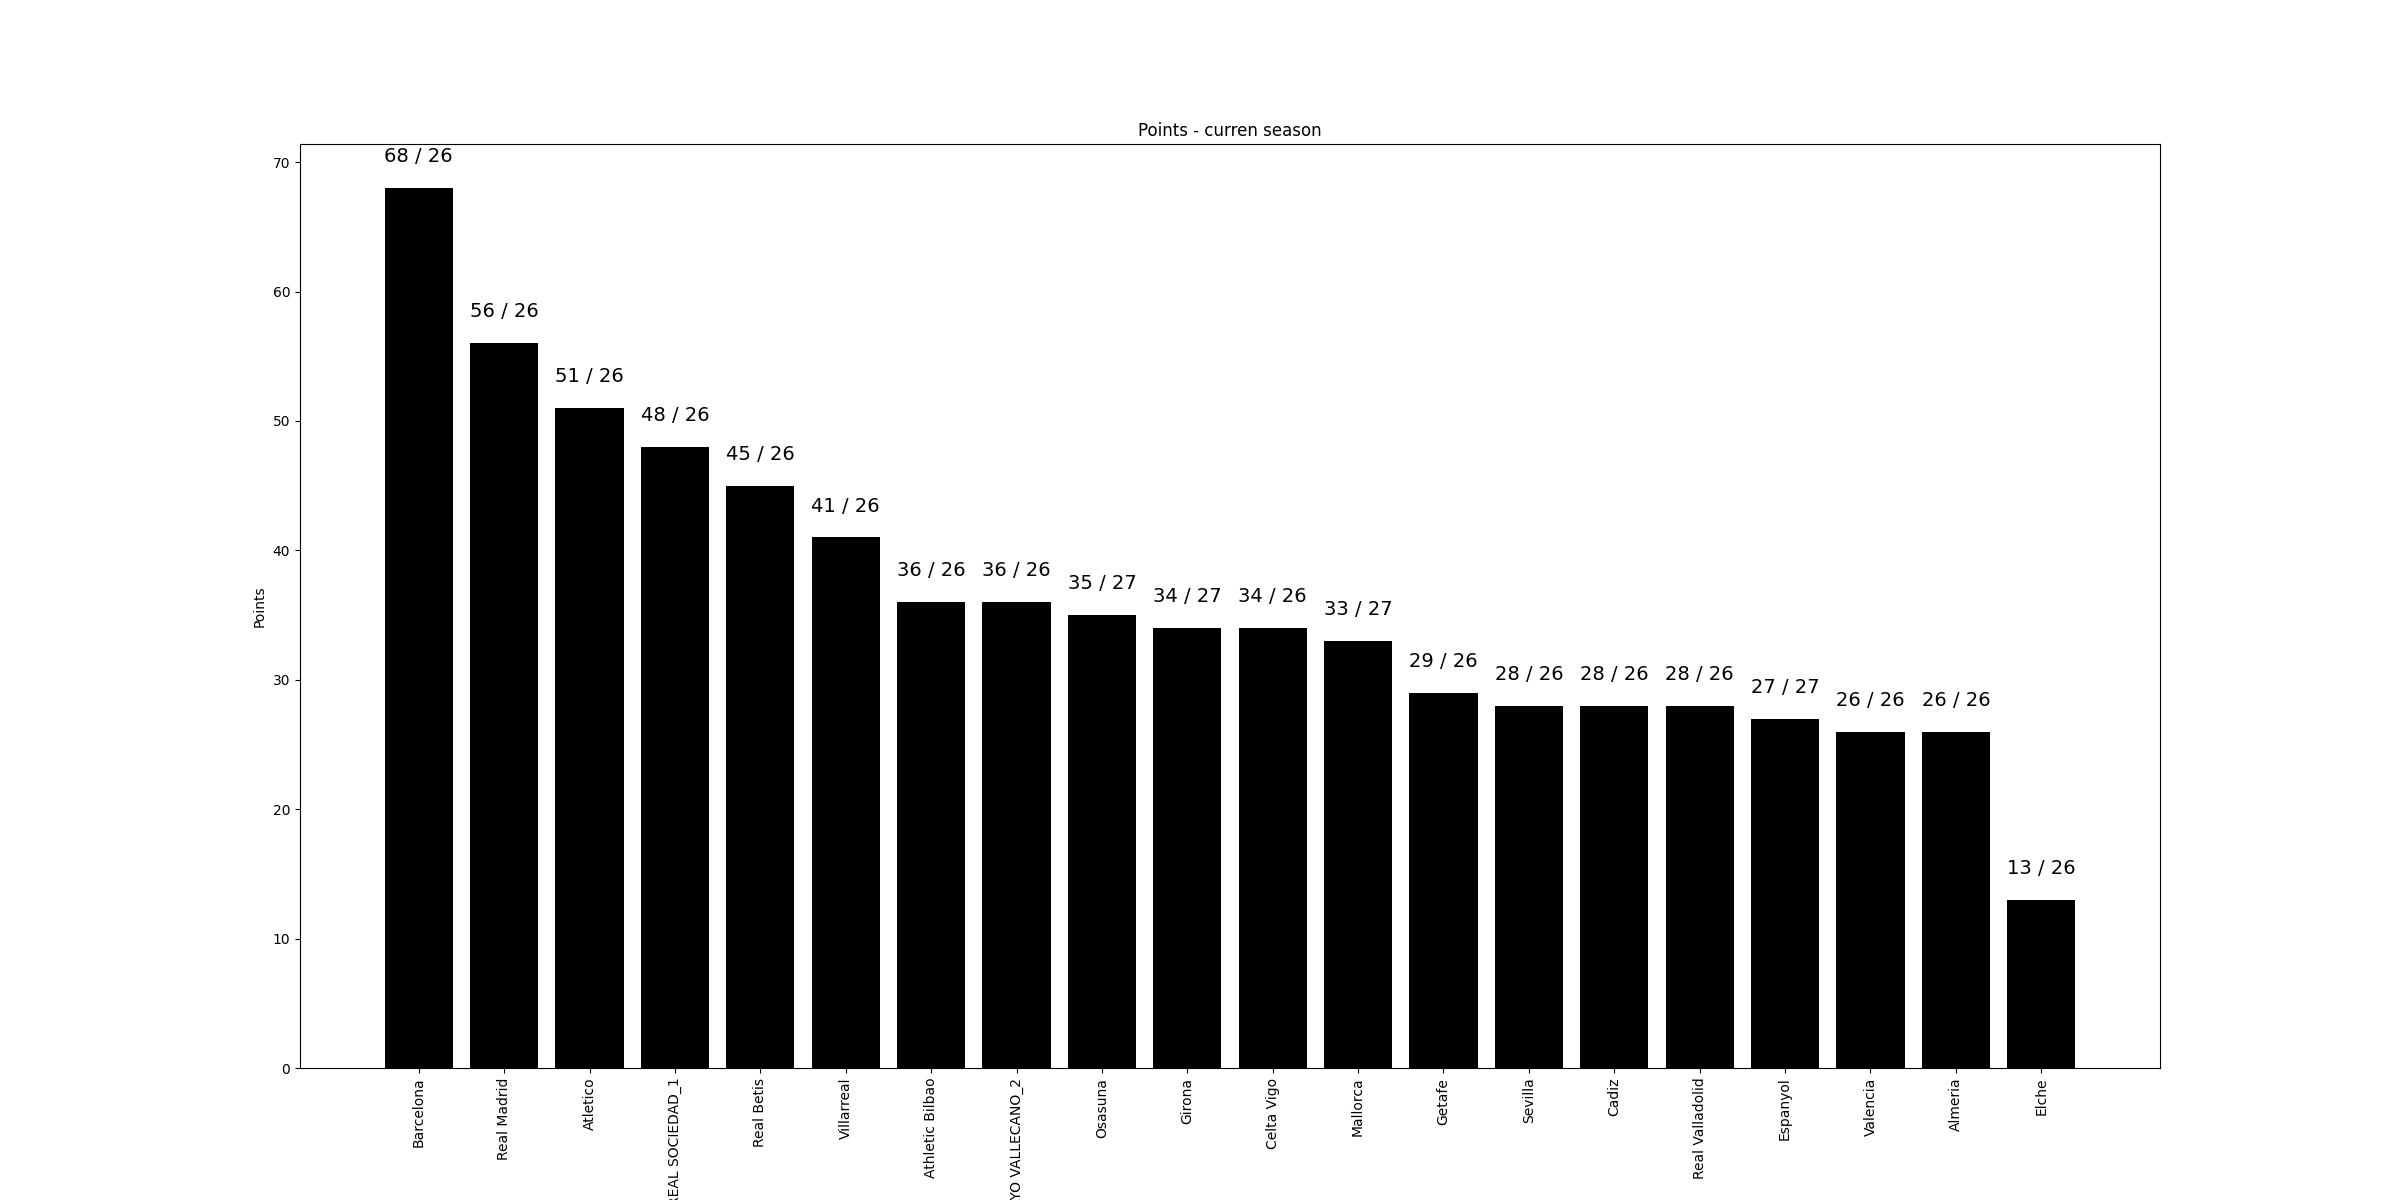 Points - curren season
Points
70
60
50
40
30
20
10
0
68 / 26
56 / 26
51 / 26
48 / 26
45 / 26
41 / 26
36 / 26
36 / 26
35 / 27
34 / 27
34 / 26
33 / 27
29 / 26
28 / 26
28 / 26
28 / 26
27 / 27
26 / 26
26 / 26
13 / 26
Barcelona
Real Madrid
Atletico
REAL SOCIEDAD_1
Real Betis
Villarreal
Athletic Bilbao
YO VALLECANO_2
Osasuna
Girona
Celta Vigo
Mallorca
Getafe
Sevilla
Cadiz
Real Valladolid
Espanyol
Valencia
Almeria
Elche